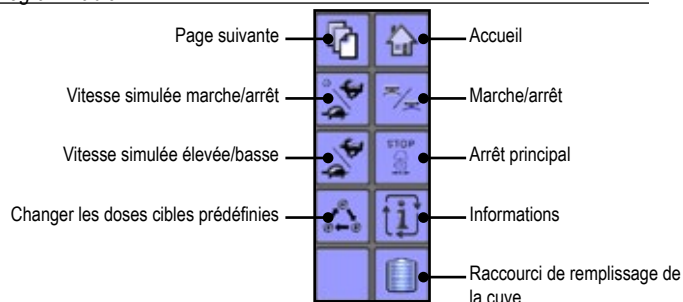 Page suivante
Accueil
Vitesse simulée marche/arrêt
Marche/arrêt
Vitesse simulée élevée/basse
STOP
Arrêt principal
Changer les doses cibles prédéfinies
Informations
Raccourci de remplissage de
la cuve